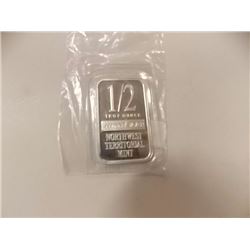 1/2
TROY OUNCE
NORTHWEST
TERRITORIAL
MINT